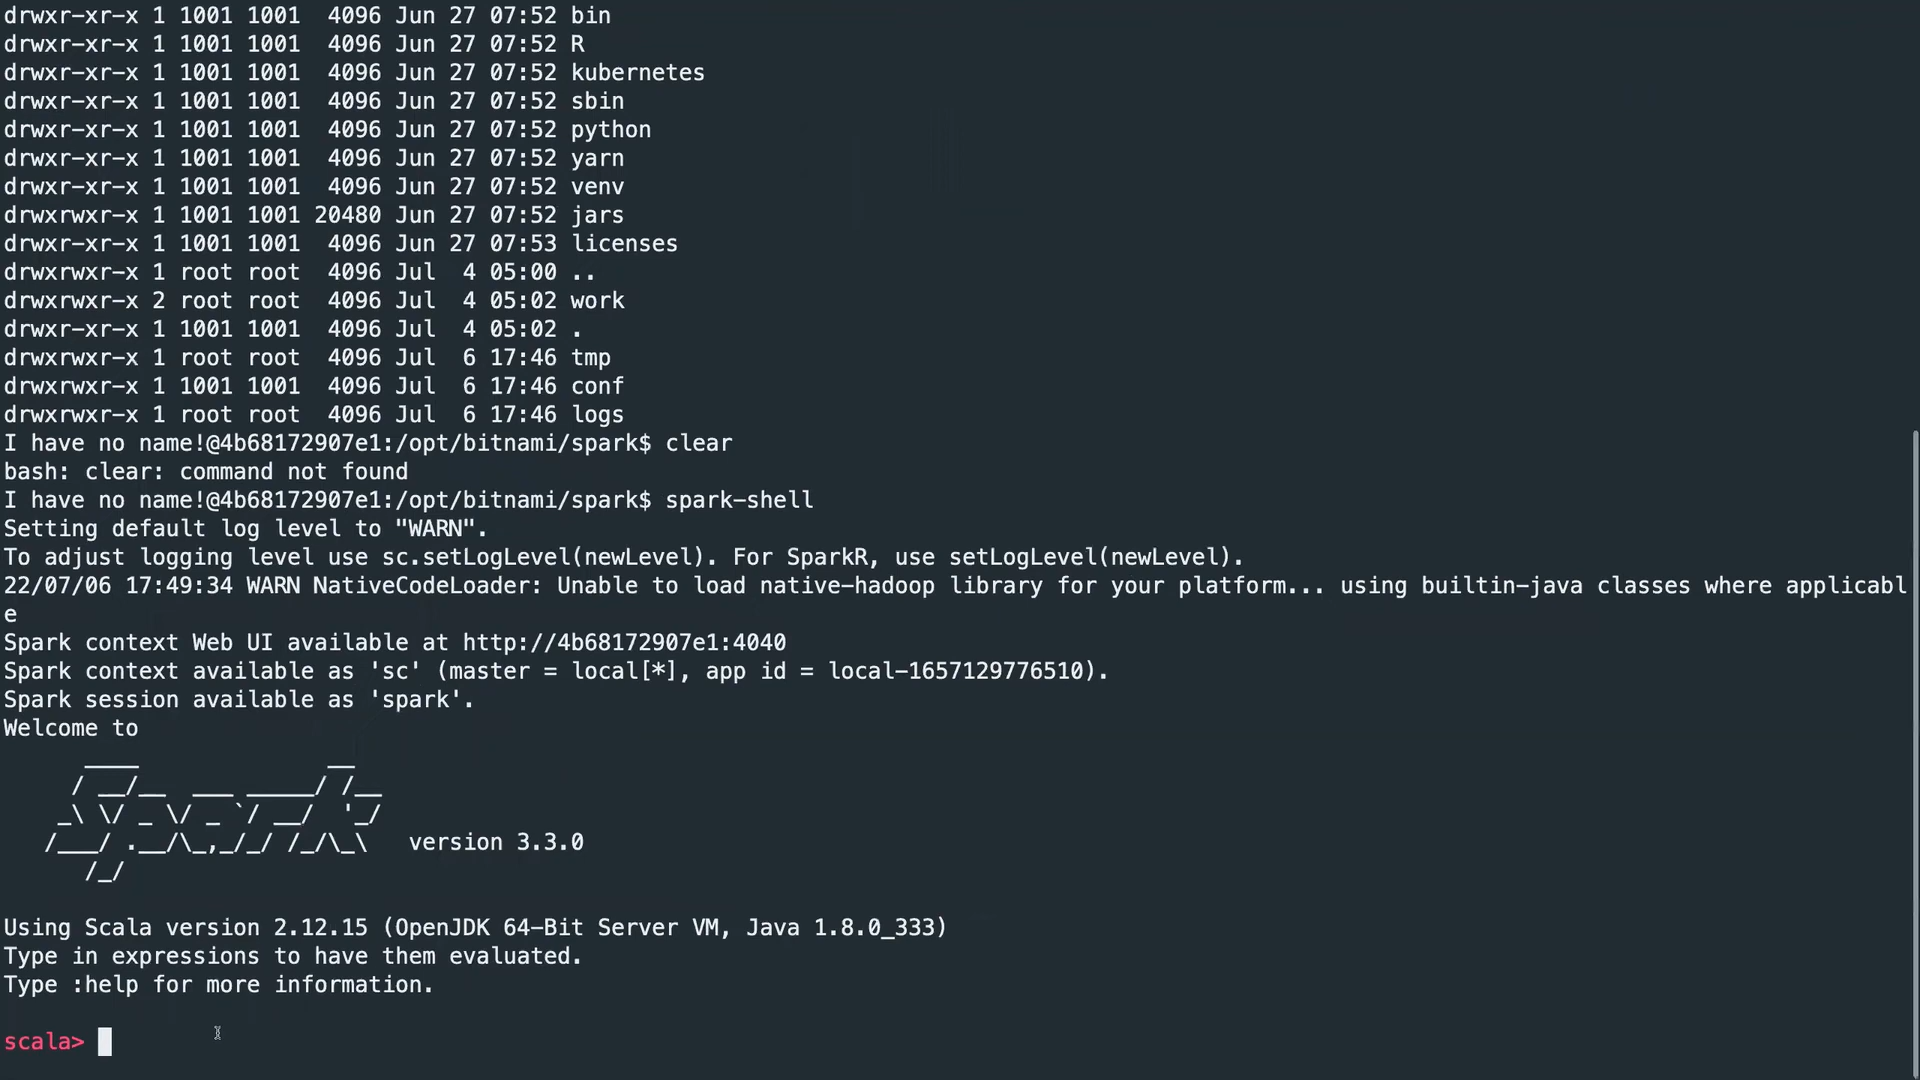 drwxr-xr-x 1 1001 1001  4096 Jun 27 07:52 bin
drwxr-xr-x 1 1001 1001  4096 Jun 27 07:52 R
drwxr-xr-x 1 1001 1001  4096 Jun 27 07:52 kubernetes
drwxr-xr-x 1 1001 1001  4096 Jun 27 07:52 sbin
drwxr-xr-x 1 1001 1001  4096 Jun 27 07:52 python
drwxr-xr-x 1 1001 1001  4096 Jun 27 07:52 yarn
drwxr-xr-x 1 1001 1001  4096 Jun 27 07:52 venv
drwxrwxr-x 1 1001 1001 20480 Jun 27 07:52 jars
drwxr-xr-x 1 1001 1001  4096 Jun 27 07:53 licenses
drwxrwxr-x 1 root root  4096 Jul  4 05:00 ..
drwxrwxr-x 2 root root  4096 Jul  4 05:02 work
drwxr-xr-x 1 1001 1001  4096 Jul  4 05:02 .
drwxrwxr-x 1 root root  4096 Jul  6 17:46 tmp
drwxrwxr-x 1 1001 1001  4096 Jul  6 17:46 conf
drwxrwxr-x 1 root root  4096 Jul  6 17:46 logs
I have no name!@4b68172907e1:/opt/bitnami/spark$ clear
bash: clear: command not found
I have no name!@4b68172907e1:/opt/bitnami/spark$ spark-shell
Setting default log level to "WARN".
To adjust logging level use sc.setLogLevel(newLevel). For SparkR, use setLogLevel(newLevel).
22/07/06 17:49:34 WARN NativeCodeLoader: Unable to load native-hadoop library for your platform... using builtin-java classes where applicabl
e
Spark context Web UI available at http://4b68172907e1:4040
Spark context available as 'sc' (master = local[*], app id = local-1657129776510).
Spark session available as 'spark'.
Welcome to
      ____              __
     / __/__  ___ _____/ /__
    _\ \/ _ \/ _ `/ __/  '_/
   /___/ .__/\_,_/_/ /_/\_\   version 3.3.0
      /_/

Using Scala version 2.12.15 (OpenJDK 64-Bit Server VM, Java 1.8.0_333)
Type in expressions to have them evaluated.
Type :help for more information.

scala>